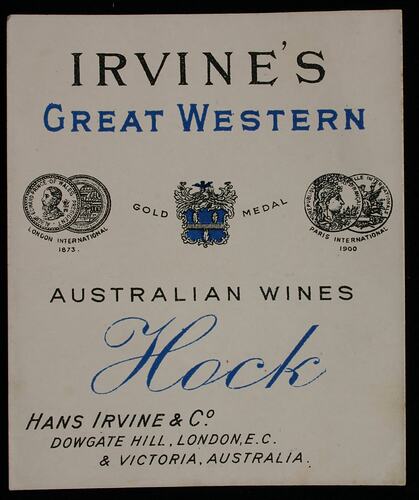 IRVINE'S
GREAT WESTERN
GOLD MEDAL
LONDON INTERNATIONAL
1873.
PARIS INTERNATIONAL
1900
AUSTRALIAN WINES
Hock
HANS IRVINE & Co.
DOWGATE HILL, LONDON, E.C.
& VICTORIA, AUSTRALIA.